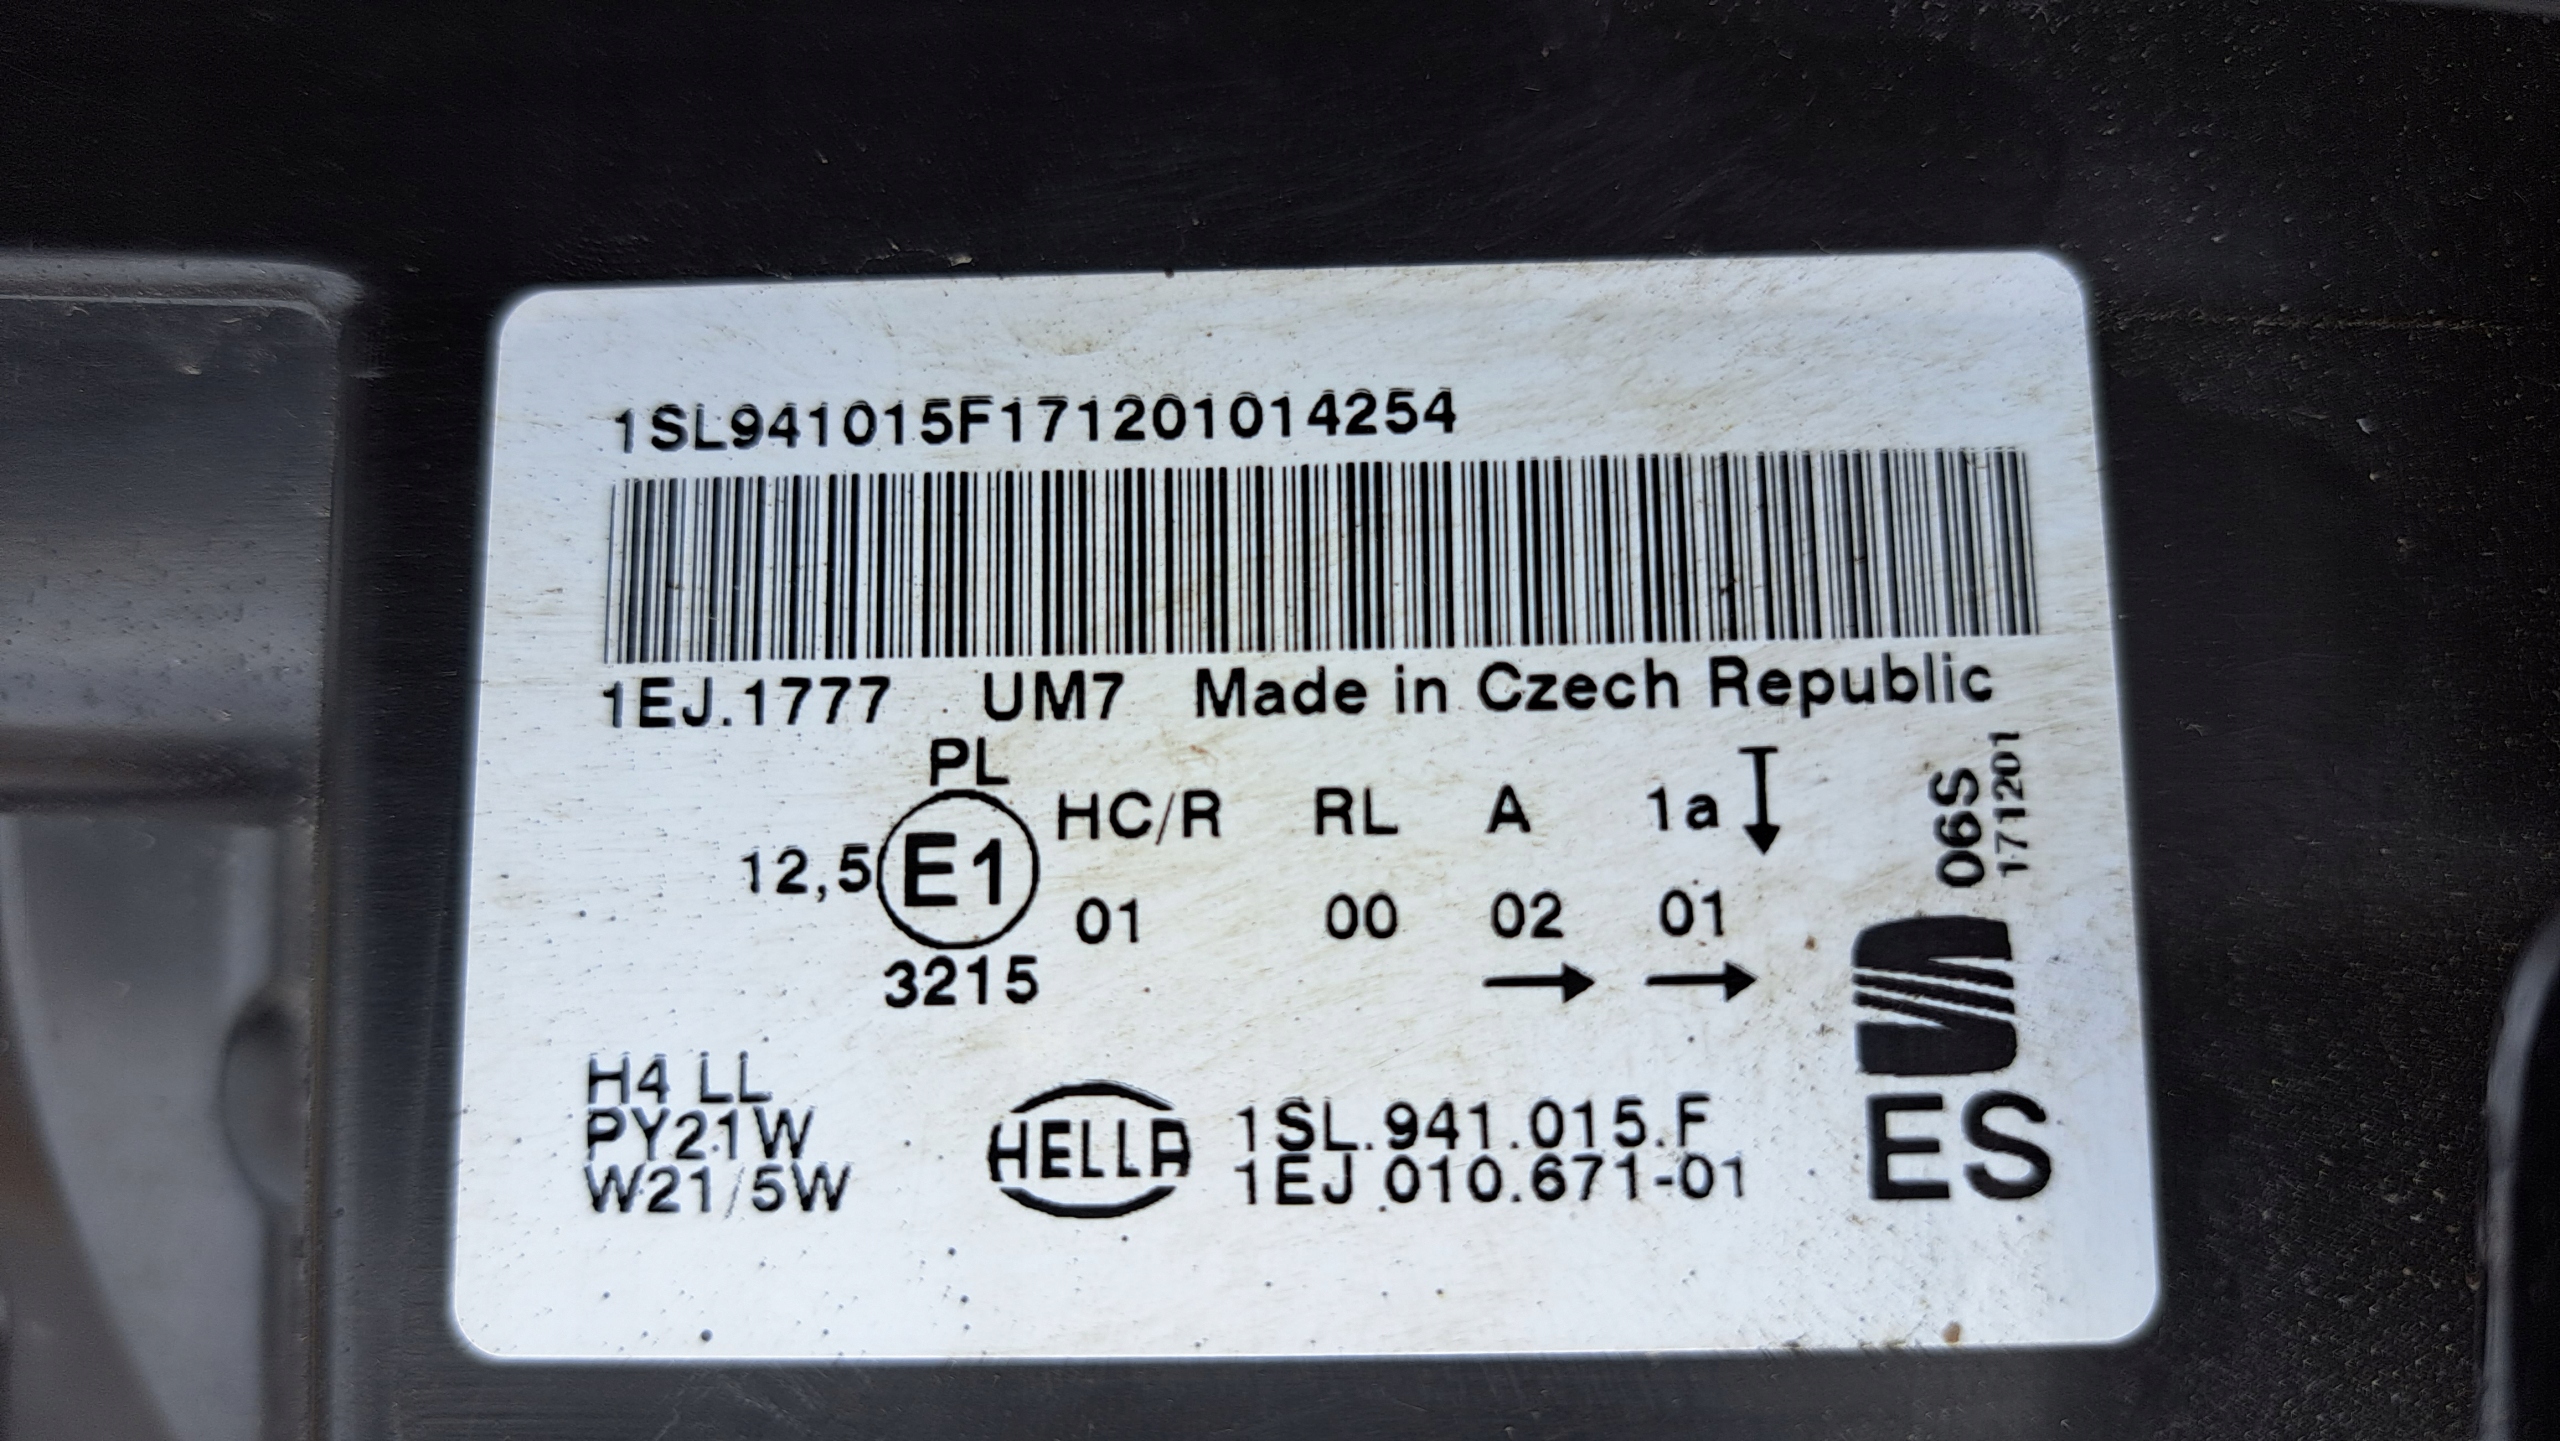 1SL941015F171201014254
1EJ.1777 UM7 Made in Czech Republic
PL
12,5 E1 HC/R RL A 1a
01 00 02 01
3215
06S
171201
H4 LL
PY21W
W21/5W
HELLA
1SL.941.015.F
1EJ 010.671-01
ES